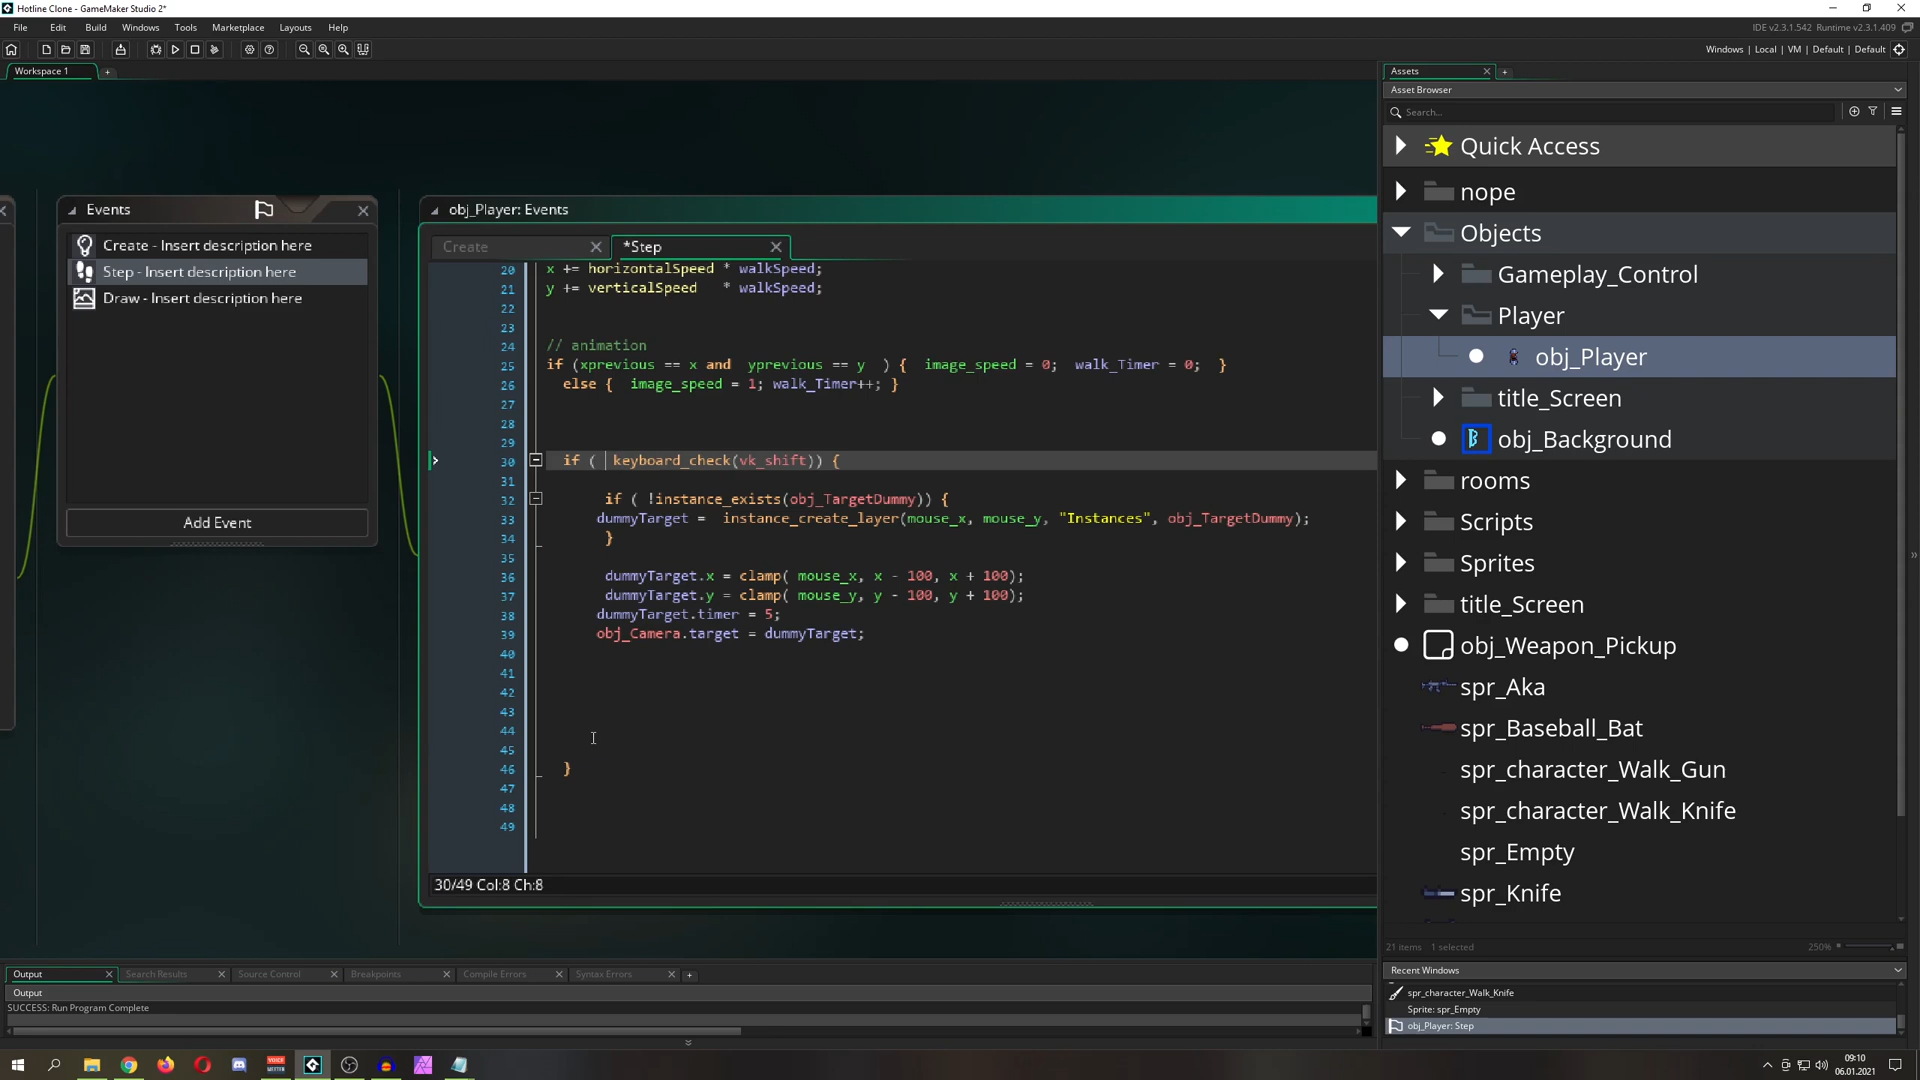 Hotline Clone - GameMaker Studio 2*
File Edit Build Windows Tools Marketplace Layouts Help
IDE v2.3.1.542 Runtime v2.3.1.409
Windows | Local | VM | Default | Default
Workspace 1
Events
Create - Insert description here
Step - Insert description here
Draw - Insert description here
Add Event
obj_Player: Events
Create
*Step
20 x += horizontalSpeed * walkSpeed;
21 y += verticalSpeed * walkSpeed;
22
23
24 // animation
25 if (xprevious == x and yprevious == y ) { image_speed = 0; walk_Timer = 0; }
26 else { image_speed = 1; walk_Timer++; }
27
28
29
30 if ( keyboard_check(vk_shift)) {
31
32 if ( !instance_exists(obj_TargetDummy)) {
33 dummyTarget = instance_create_layer(mouse_x, mouse_y, "Instances", obj_TargetDummy);
34 }
35
36 dummyTarget.x = clamp( mouse_x, x - 100, x + 100);
37 dummyTarget.y = clamp( mouse_y, y - 100, y + 100);
38 dummyTarget.timer = 5;
39 obj_Camera.target = dummyTarget;
40
41
42
43
44
45
46 }
47
48
49
30/49 Col:8 Ch:8
Assets
Asset Browser
Search...
Quick Access
nope
Objects
Gameplay_Control
Player
obj_Player
title_Screen
obj_Background
rooms
Scripts
Sprites
title_Screen
obj_Weapon_Pickup
spr_Aka
spr_Baseball_Bat
spr_character_Walk_Gun
spr_character_Walk_Knife
spr_Empty
spr_Knife
21 items 1 selected
250%
Recent Windows
spr_character_Walk_Knife
Sprite: spr_Empty
obj_Player: Step
Output Search Results Source Control Breakpoints Compile Errors Syntax Errors
Output
SUCCESS: Run Program Complete
09:10
06.01.2021